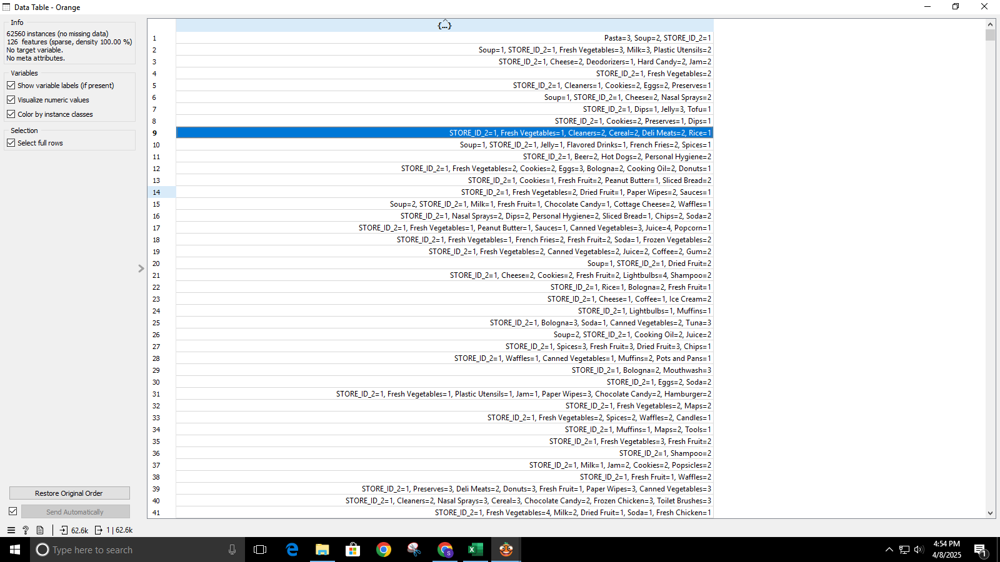 Data Table - Orange
Info
62560 instances (no missing data)
126  features (sparse, density 100.00 %)
No target variable.
No meta attributes.
Variables
Show variable labels (if present)
Visualize numeric values
Color by instance classes
Selection
Select full rows
{...}
1 Pasta=3, Soup=2, STORE_ID_2=1
2 Soup=1, STORE_ID_2=1, Fresh Vegetables=3, Milk=3, Plastic Utensils=2
3 STORE_ID_2=1, Cheese=2, Deodorizers=1, Hard Candy=2, Jam=2
4 STORE_ID_2=1, Fresh Vegetables=2
5 STORE_ID_2=1, Cleaners=1, Cookies=2, Eggs=2, Preserves=1
6 Soup=1, STORE_ID_2=1, Cheese=2, Nasal Sprays=2
7 STORE_ID_2=1, Dips=1, Jelly=3, Tofu=1
8 STORE_ID_2=1, Cookies=2, Preserves=1, Dips=1
9 STORE_ID_2=1, Fresh Vegetables=1, Cleaners=2, Cereal=2, Deli Meats=2, Rice=1
10 Soup=1, STORE_ID_2=1, Jelly=1, Flavored Drinks=1, French Fries=2, Spices=1
11 STORE_ID_2=1, Beer=2, Hot Dogs=2, Personal Hygiene=2
12 STORE_ID_2=1, Fresh Vegetables=2, Cookies=2, Eggs=3, Bologna=2, Cooking Oil=2, Donuts=1
13 STORE_ID_2=1, Cookies=1, Fresh Fruit=2, Peanut Butter=1, Sliced Bread=2
14 STORE_ID_2=1, Fresh Vegetables=2, Dried Fruit=1, Paper Wipes=2, Sauces=1
15 Soup=2, STORE_ID_2=1, Milk=1, Fresh Fruit=1, Chocolate Candy=1, Cottage Cheese=2, Waffles=1
16 STORE_ID_2=1, Nasal Sprays=2, Dips=2, Personal Hygiene=2, Sliced Bread=1, Chips=2, Soda=2
17 STORE_ID_2=1, Fresh Vegetables=1, Peanut Butter=1, Sauces=1, Canned Vegetables=3, Juice=4, Popcorn=1
18 STORE_ID_2=1, Fresh Vegetables=1, French Fries=2, Fresh Fruit=2, Soda=1, Frozen Vegetables=2
19 STORE_ID_2=1, Fresh Vegetables=2, Canned Vegetables=2, Juice=2, Coffee=2, Gum=2
20 Soup=1, STORE_ID_2=1, Dried Fruit=2
21 STORE_ID_2=1, Cheese=2, Cookies=2, Fresh Fruit=2, Lightbulbs=4, Shampoo=2
22 STORE_ID_2=1, Rice=1, Bologna=2, Fresh Fruit=1
23 STORE_ID_2=1, Cheese=1, Coffee=1, Ice Cream=2
24 STORE_ID_2=1, Lightbulbs=1, Muffins=1
25 STORE_ID_2=1, Bologna=3, Soda=1, Canned Vegetables=2, Tuna=3
26 Soup=2, STORE_ID_2=1, Cooking Oil=2, Juice=2
27 STORE_ID_2=1, Spices=3, Fresh Fruit=3, Dried Fruit=3, Chips=1
28 STORE_ID_2=1, Waffles=1, Canned Vegetables=1, Muffins=2, Pots and Pans=1
29 STORE_ID_2=1, Bologna=2, Mouthwash=3
30 STORE_ID_2=1, Eggs=2, Soda=2
31 STORE_ID_2=1, Fresh Vegetables=1, Plastic Utensils=1, Jam=1, Paper Wipes=3, Chocolate Candy=2, Hamburger=2
32 STORE_ID_2=1, Fresh Vegetables=2, Maps=2
33 STORE_ID_2=1, Fresh Vegetables=2, Spices=2, Waffles=2, Candles=1
34 STORE_ID_2=1, Muffins=1, Maps=2, Tools=1
35 STORE_ID_2=1, Fresh Vegetables=3, Fresh Fruit=2
36 STORE_ID_2=1, Shampoo=2
37 STORE_ID_2=1, Milk=1, Jam=2, Cookies=2, Popsicles=2
38 STORE_ID_2=1, Fresh Fruit=1, Waffles=2
39 STORE_ID_2=1, Preserves=3, Deli Meats=2, Donuts=3, Fresh Fruit=1, Paper Wipes=3, Canned Vegetables=3
40 STORE_ID_2=1, Cleaners=2, Nasal Sprays=3, Cereal=3, Chocolate Candy=2, Frozen Chicken=3, Toilet Brushes=3
41 STORE_ID_2=1, Fresh Vegetables=4, Milk=2, Dried Fruit=1, Soda=1, Fresh Chicken=1
Restore Original Order
Send Automatically
? 62.6k 1 | 62.6k
Type here to search
S
4:54 PM
4/8/2025
1